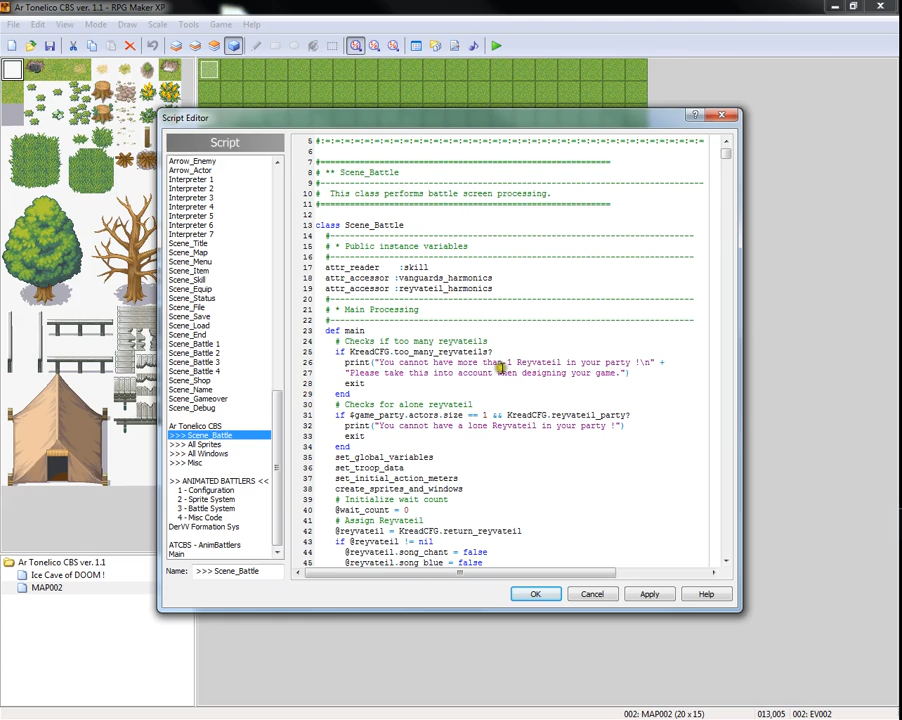 Ar Tonelico CBS ver. 1.1 - RPG Maker XP
File Edit View Mode Draw Scale Tools Game Help
Script Editor
Script
Arrow_Enemy
Arrow_Actor
Interpreter 1
Interpreter 2
Interpreter 3
Interpreter 4
Interpreter 5
Interpreter 6
Interpreter 7
Scene_Title
Scene_Map
Scene_Menu
Scene_Item
Scene_Skill
Scene_Equip
Scene_Status
Scene_File
Scene_Save
Scene_Load
Scene_End
Scene_Battle 1
Scene_Battle 2
Scene_Battle 3
Scene_Battle 4
Scene_Shop
Scene_Name
Scene_Gameover
Scene_Debug
Ar Tonelico CBS
>>> Scene_Battle
>>> All Sprites
>>> All Windows
>>> Misc
>> ANIMATED BATTLERS <<
1 - Configuration
2 - Sprite System
3 - Battle System
4 - Misc Code
DerVV Formation Sys
ATCBS - AnimBattlers
Main
Name: >>> Scene_Battle
5 #:=:=:=:=:=:=:=:=:=:=:=:=:=:=:=:=:=:=:=:=:=:=:=:=:=:=:=:=:=:=:=:=:=:=:=:=:=
6
7 #==============================================================
8 # ** Scene_Battle
9 #------------------------------------------------------------------------------
10 #  This class performs battle screen processing.
11 #==============================================================
12
13 class Scene_Battle
14 #--------------------------------------------------------------------------
15 # * Public instance variables
16 #--------------------------------------------------------------------------
17 attr_reader    :skill
18 attr_accessor :vanguards_harmonics
19 attr_accessor :reyvateil_harmonics
20 #--------------------------------------------------------------------------
21 # * Main Processing
22 #--------------------------------------------------------------------------
23 def main
24 # Checks if too many reyvateils
25 if KreadCFG.too_many_reyvateils?
26 print("You cannot have more than 1 Reyvateil in your party !\n" +
27 "Please take this into account when designing your game.")
28 exit
29 end
30 # Checks for alone reyvateil
31 if $game_party.actors.size == 1 && KreadCFG.reyvateil_party?
32 print("You cannot have a lone Reyvateil in your party !")
33 exit
34 end
35 set_global_variables
36 set_troop_data
37 set_initial_action_meters
38 create_sprites_and_windows
39 # Initialize wait count
40 @wait_count = 0
41 # Assign Reyvateil
42 @reyvateil = KreadCFG.return_reyvateil
43 if @reyvateil != nil
44 @reyvateil.song_chant = false
45 @reyvateil.song_blue = false
OK Cancel Apply Help
Ar Tonelico CBS ver. 1.1
Ice Cave of DOOM !
MAP002
002: MAP002 (20 x 15) 013,005 002: EV002